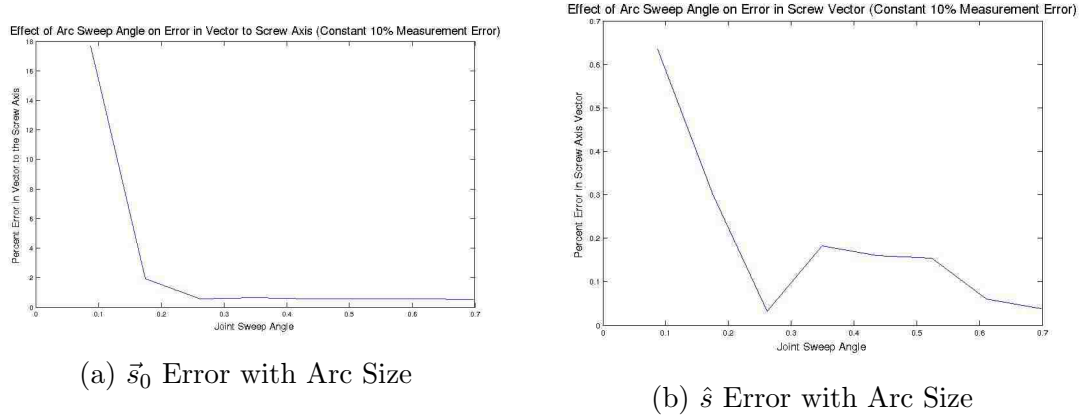 Effect of Arc Sweep Angle on Error in Vector to Screw Axis (Constant 10% Measurement Error)
18
16
14
12
10
8
6
4
2
0
Percent Error in Vector to the Screw Axis
0 0.1 0.2 0.3 0.4 0.5 0.6 0.7
Joint Sweep Angle
(a) $\vec{s}_0$ Error with Arc Size
Effect of Arc Sweep Angle on Error in Screw Vector (Constant 10% Measurement Error)
0.7
0.6
0.5
0.4
0.3
0.2
0.1
0
Percent Error in Screw Axis Vector
0 0.1 0.2 0.3 0.4 0.5 0.6 0.7
Joint Sweep Angle
(b) $\hat{s}$ Error with Arc Size